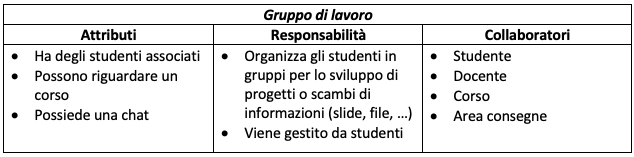 Gruppo di lavoro
Attributi
Responsabilità
Collaboratori
• Ha degli studenti associati
• Possono riguardare un
corso
• Possiede una chat
• Organizza gli studenti in
gruppi per lo sviluppo di
progetti o scambi di
informazioni (slide, file, …)
• Viene gestito da studenti
• Studente
• Docente
• Corso
• Area consegne